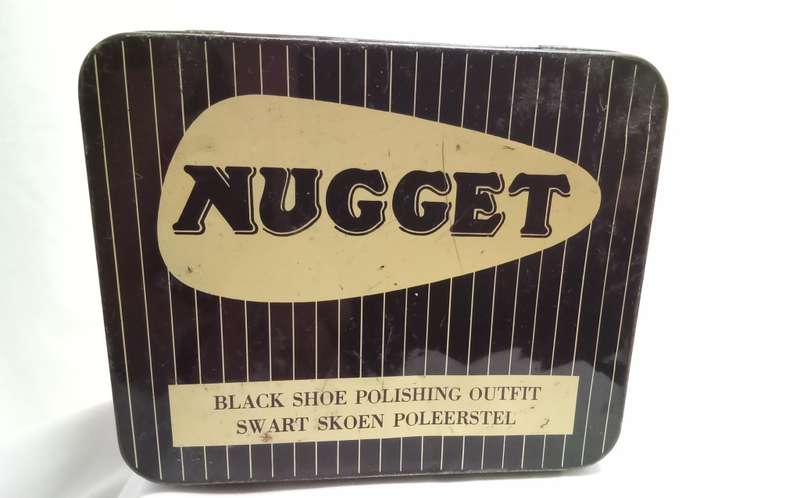 NUGGET
BLACK SHOE POLISHING OUTFIT
SWART SKOEN POLEERSTEL